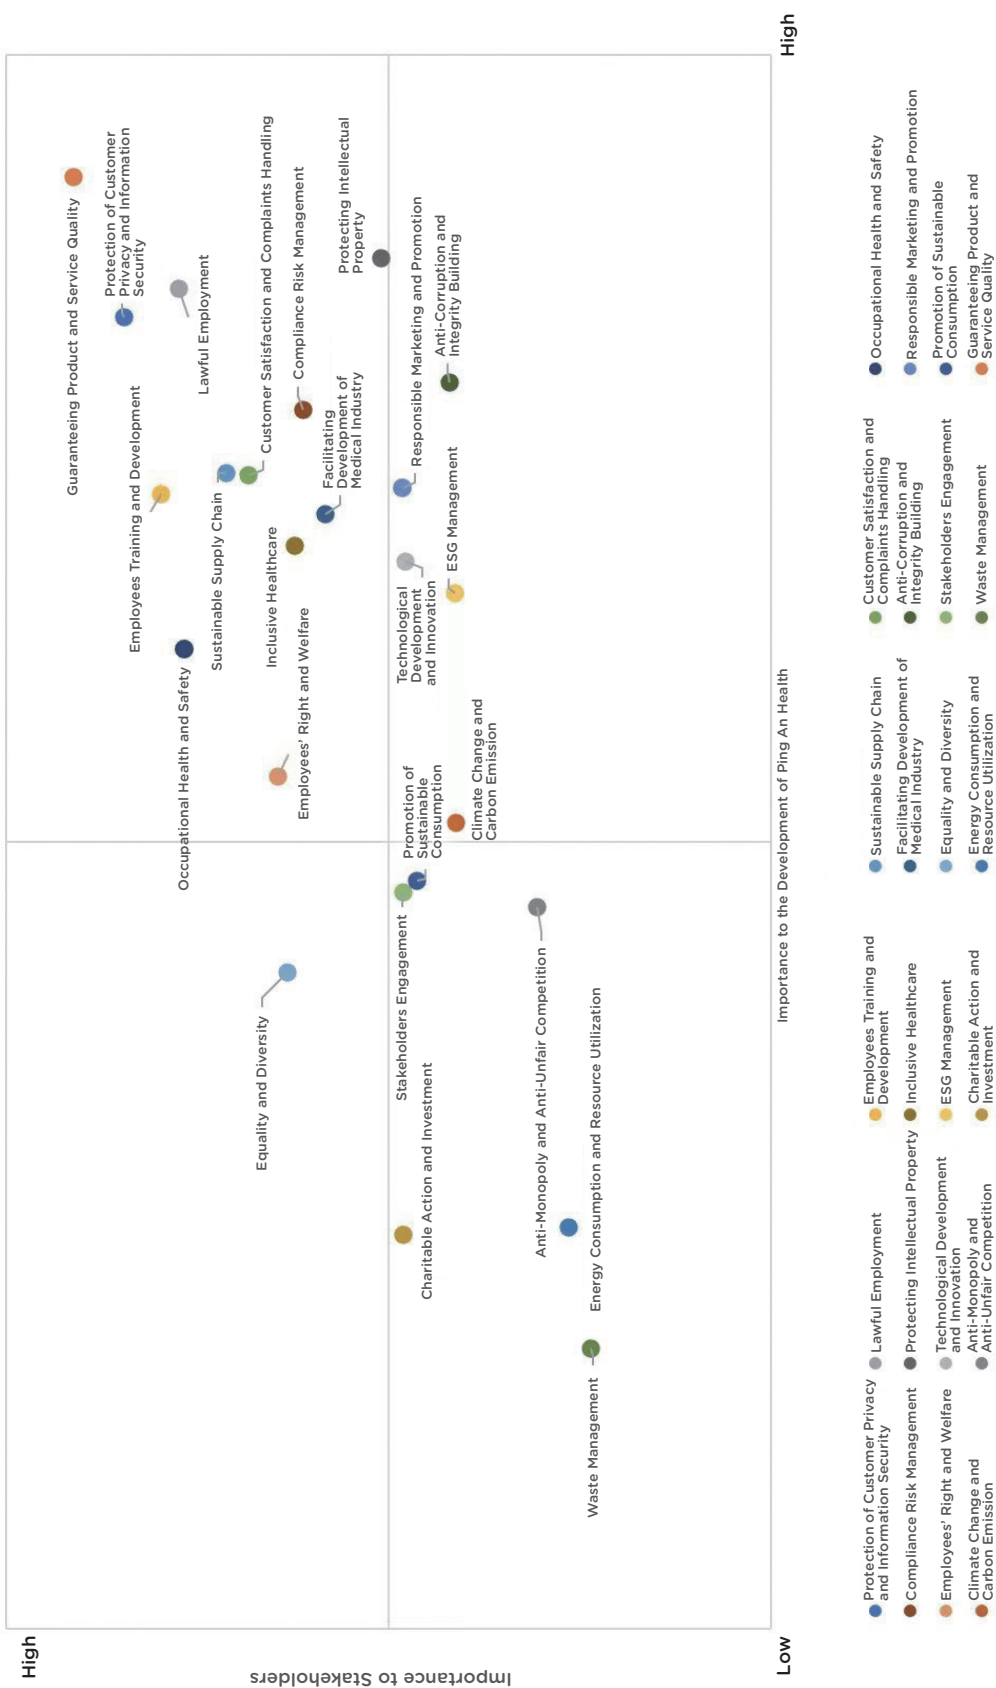 High
Importance to Stakeholders
Low
Importance to the Development of Ping An Health
High
Guaranteeing Product and Service Quality
Protection of Customer
Privacy and Information
Security
Lawful Employment
Employees Training and Development
Customer Satisfaction and Complaints Handling
Sustainable Supply Chain
Occupational Health and Safety
Compliance Risk Management
Inclusive Healthcare
Facilitating
Development of
Medical Industry
Employees' Right and Welfare
Equality and Diversity
Protecting Intellectual
Property
Responsible Marketing and Promotion
Technological
Development
and Innovation
Anti-Corruption and
Integrity Building
ESG Management
Promotion of
Sustainable
Consumption
Climate Change and
Carbon Emission
Stakeholders Engagement
Charitable Action and Investment
Anti-Monopoly and Anti-Unfair Competition
Energy Consumption and Resource Utilization
Waste Management
Protection of Customer Privacy
and Information Security
Lawful Employment
Employees Training and
Development
Sustainable Supply Chain
Customer Satisfaction and
Complaints Handling
Occupational Health and Safety
Compliance Risk Management
Protecting Intellectual Property
Inclusive Healthcare
Facilitating Development of
Medical Industry
Anti-Corruption and
Integrity Building
Responsible Marketing and Promotion
Employees' Right and Welfare
Technological Development
and Innovation
ESG Management
Equality and Diversity
Stakeholders Engagement
Promotion of Sustainable
Consumption
Climate Change and
Carbon Emission
Anti-Monopoly and
Anti-Unfair Competition
Charitable Action and
Investment
Energy Consumption and
Resource Utilization
Waste Management
Guaranteeing Product and
Service Quality